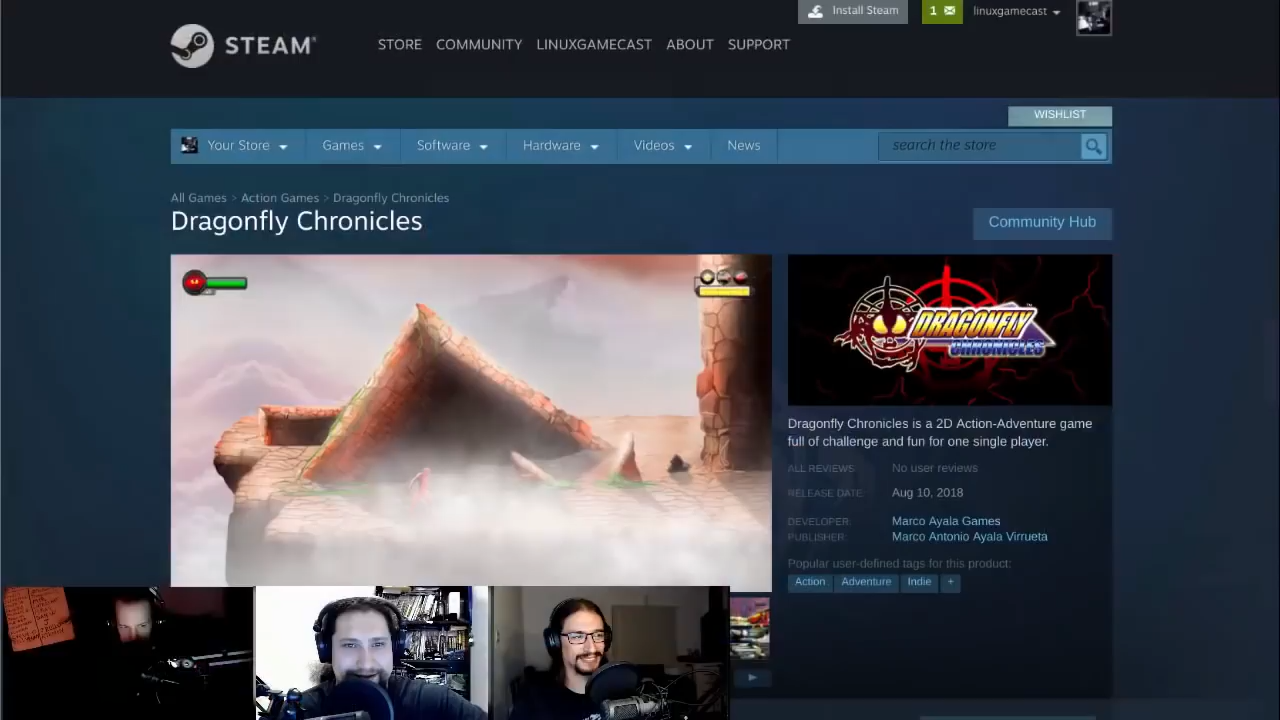 Install Steam
1
linuxgamecast
STEAM®
STORE COMMUNITY LINUXGAMECAST ABOUT SUPPORT
WISHLIST
Your Store Games Software Hardware Videos News
search the store
All Games > Action Games > Dragonfly Chronicles
Dragonfly Chronicles
Community Hub
DRAGONFLY
CHRONICLES
Dragonfly Chronicles is a 2D Action-Adventure game
full of challenge and fun for one single player.
ALL REVIEWS: No user reviews
RELEASE DATE: Aug 10, 2018
DEVELOPER: Marco Ayala Games
PUBLISHER: Marco Antonio Ayala Virrueta
Popular user-defined tags for this product:
Action Adventure Indie +